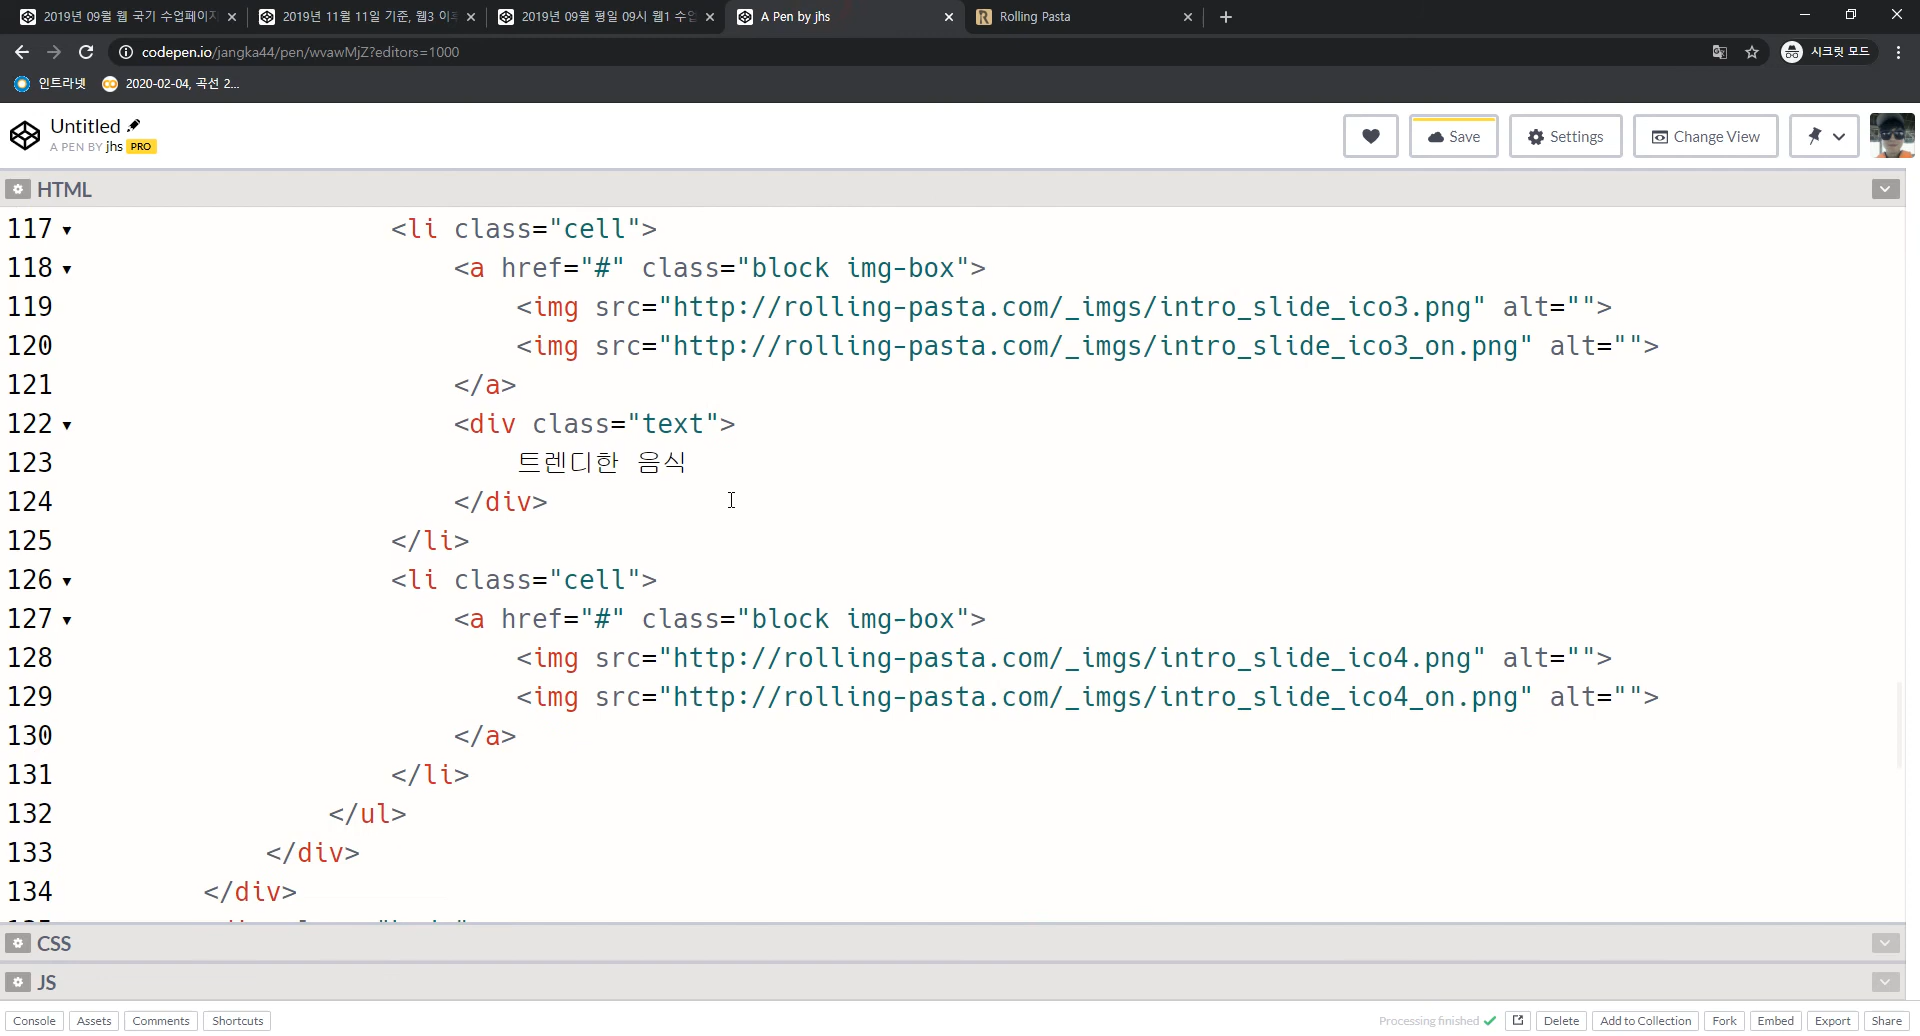 2019년 09월 웹 국기 수업페이지
2019년 11월 11일 기준, 웹3 이후
2019년 09월 평일 09시 웹1 수업
A Pen by jhs
Rolling Pasta
codepen.io/jangka44/pen/wvawMjZ?editors=1000
시크릿 모드
인트라넷
2020-02-04, 곡선 2...
Untitled
A PEN BY jhs PRO
Save
Settings
Change View
HTML
117 <li class="cell">
118 <a href="#" class="block img-box">
119 <img src="http://rolling-pasta.com/_imgs/intro_slide_ico3.png" alt="">
120 <img src="http://rolling-pasta.com/_imgs/intro_slide_ico3_on.png" alt="">
121 </a>
122 <div class="text">
123 트렌디한 음식
124 </div>
125 </li>
126 <li class="cell">
127 <a href="#" class="block img-box">
128 <img src="http://rolling-pasta.com/_imgs/intro_slide_ico4.png" alt="">
129 <img src="http://rolling-pasta.com/_imgs/intro_slide_ico4_on.png" alt="">
130 </a>
131 </li>
132 </ul>
133 </div>
134 </div>
CSS
JS
Console Assets Comments Shortcuts
Processing finished
Delete Add to Collection Fork Embed Export Share